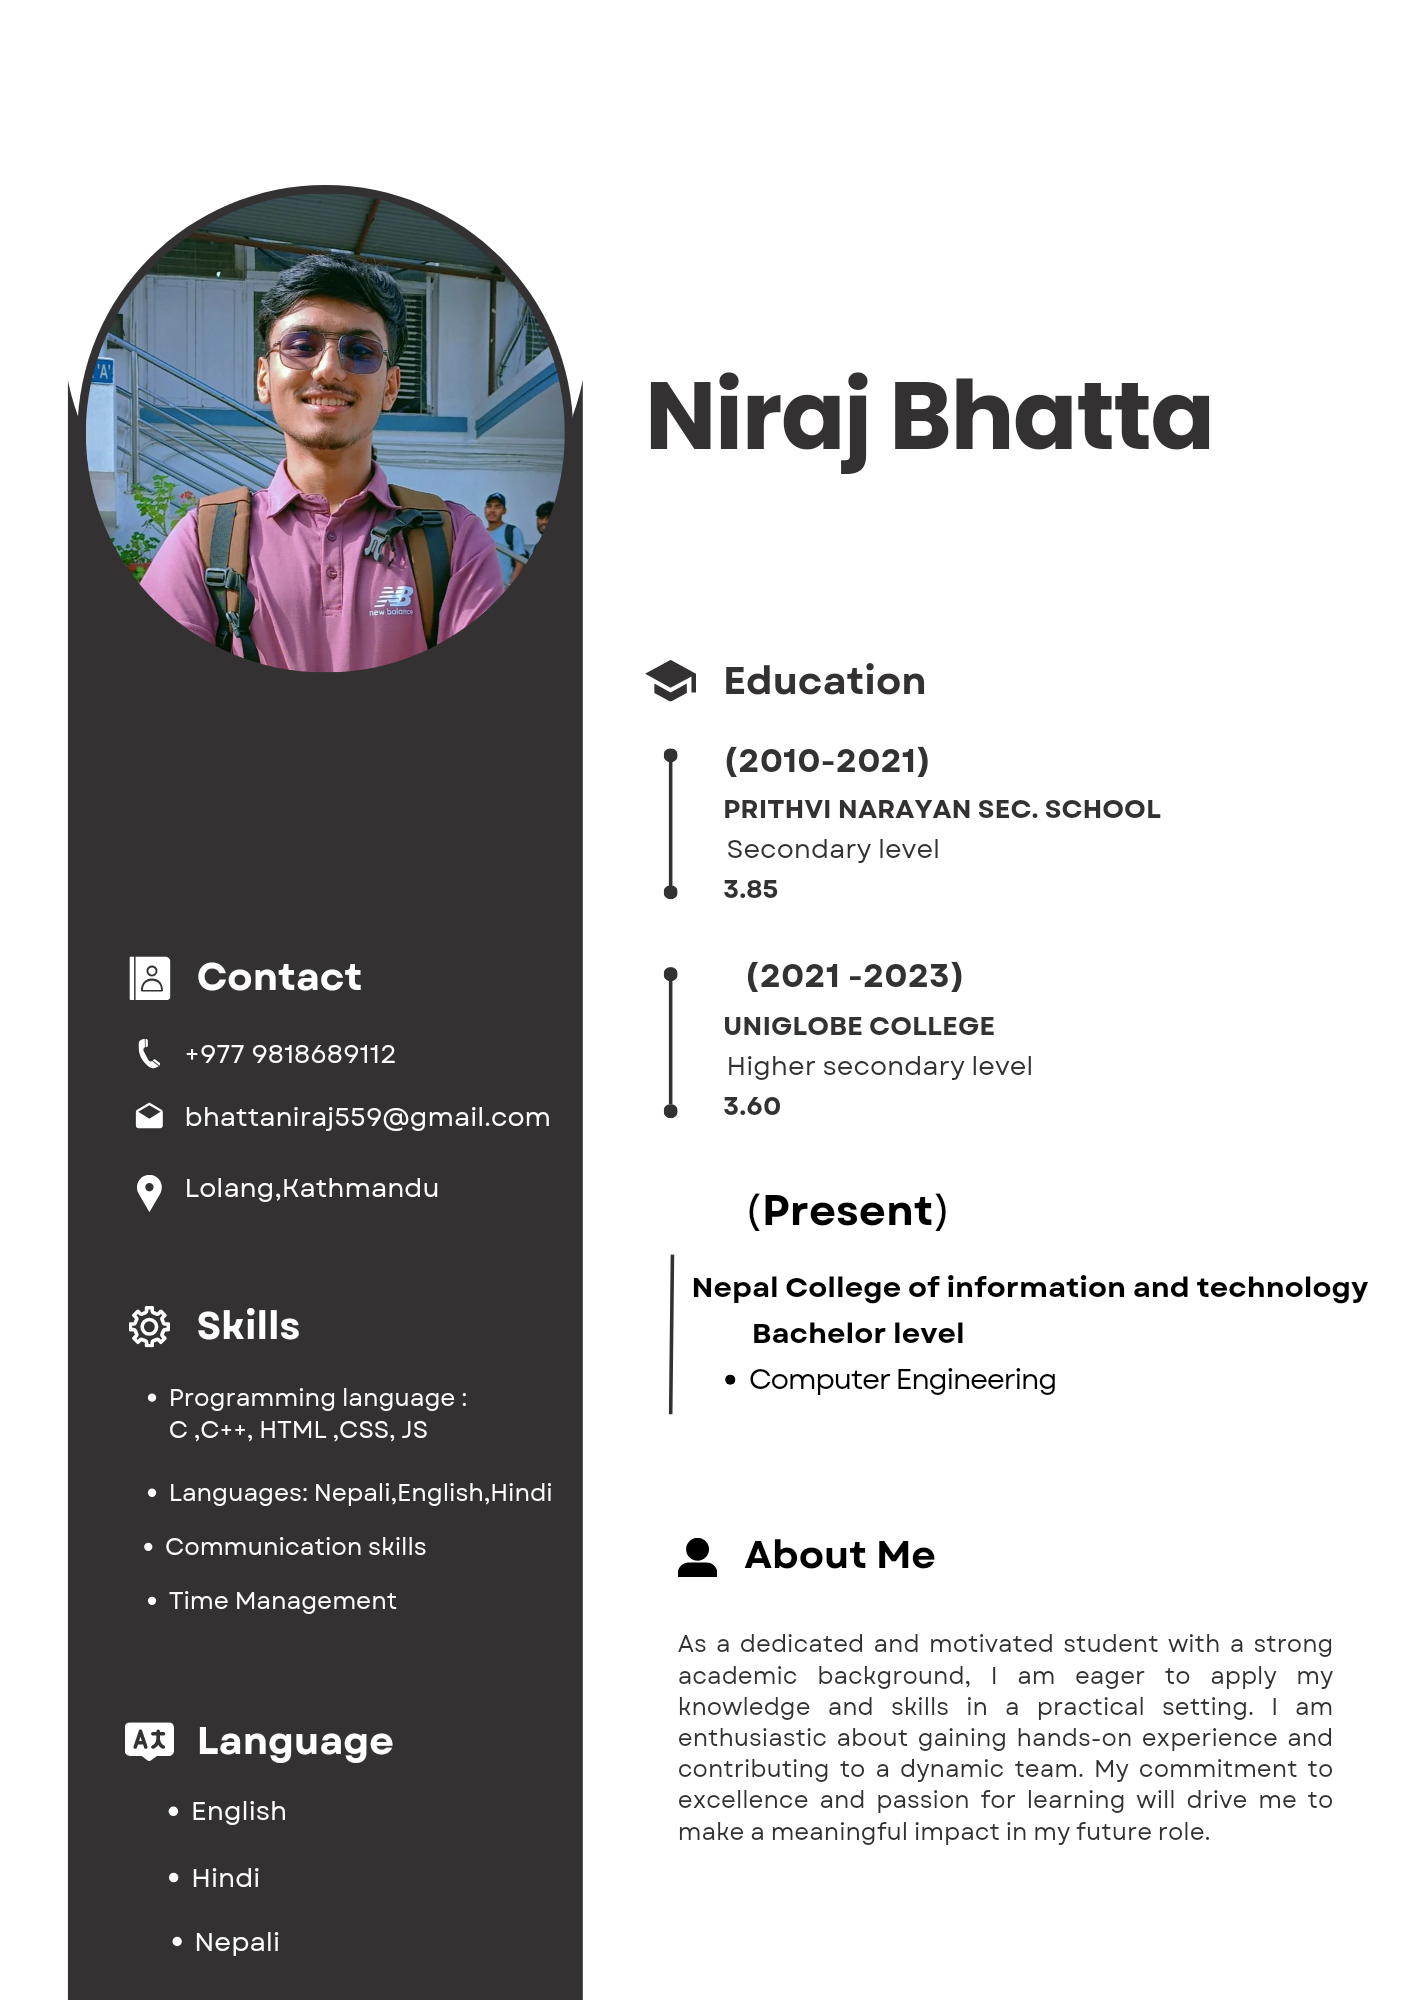 'A'
new balance
Niraj Bhatta
Contact
+977 9818689112
bhattaniraj559@gmail.com
Lolang,Kathmandu
Skills
• Programming language :
C ,C++, HTML ,CSS, JS
• Languages: Nepali,English,Hindi
• Communication skills
• Time Management
Language
• English
• Hindi
• Nepali
Education
(2010-2021)
PRITHVI NARAYAN SEC. SCHOOL
Secondary level
3.85
(2021 -2023)
UNIGLOBE COLLEGE
Higher secondary level
3.60
(Present)
Nepal College of information and technology
Bachelor level
• Computer Engineering
About Me
As a dedicated and motivated student with a strong
academic background, I am eager to apply my
knowledge and skills in a practical setting. I am
enthusiastic about gaining hands-on experience and
contributing to a dynamic team. My commitment to
excellence and passion for learning will drive me to
make a meaningful impact in my future role.